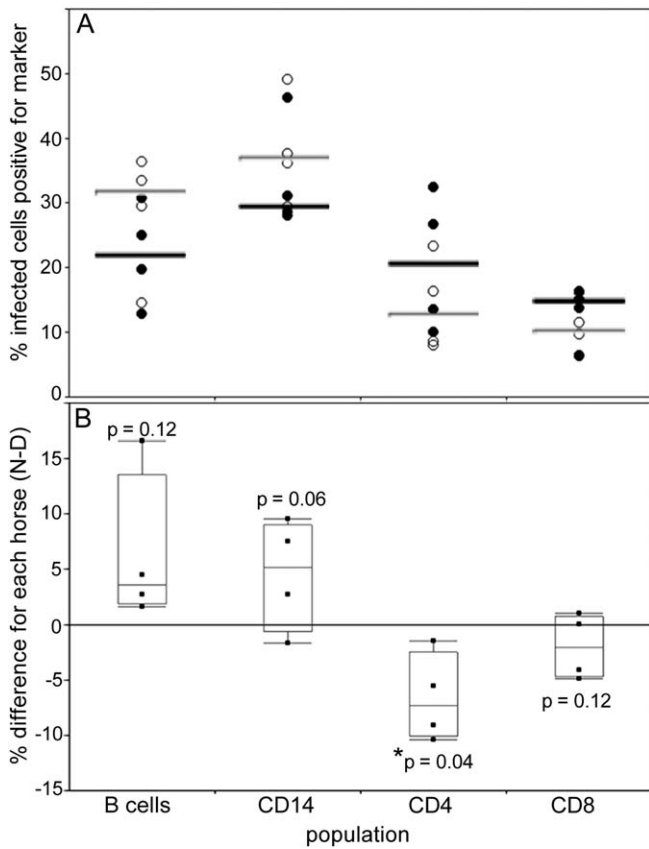 A
% infected cells positive for marker
50
40
30
20
10
0
B
% difference for each horse (N-D)
15
10
5
0
-5
-10
-15
p = 0.12
p = 0.06
*p = 0.04
p = 0.12
B cells CD14 CD4 CD8
population